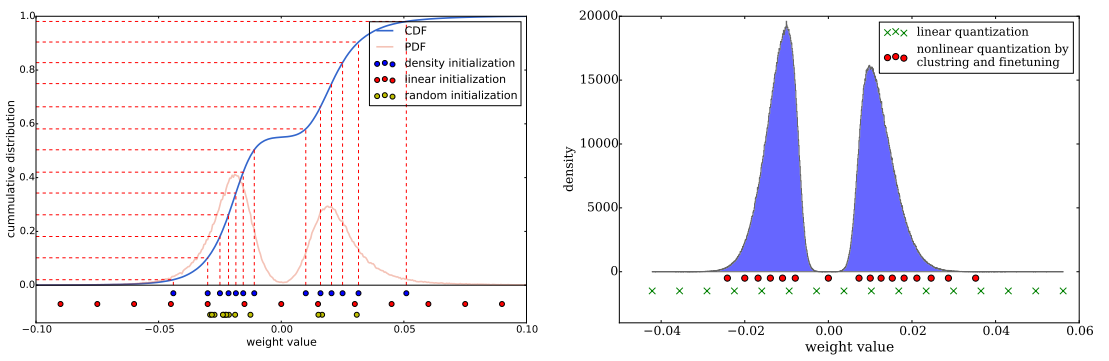 1.0
0.8
0.6
0.4
0.2
0.0
cummulative distribution
CDF
PDF
density initialization
linear initialization
random initialization
−0.10
−0.05
0.00
0.05
0.10
weight value
20000
15000
10000
5000
0
density
linear quantization
nonlinear quantization by
clustring and finetuning
−0.04
−0.02
0.00
0.02
0.04
0.06
weight value